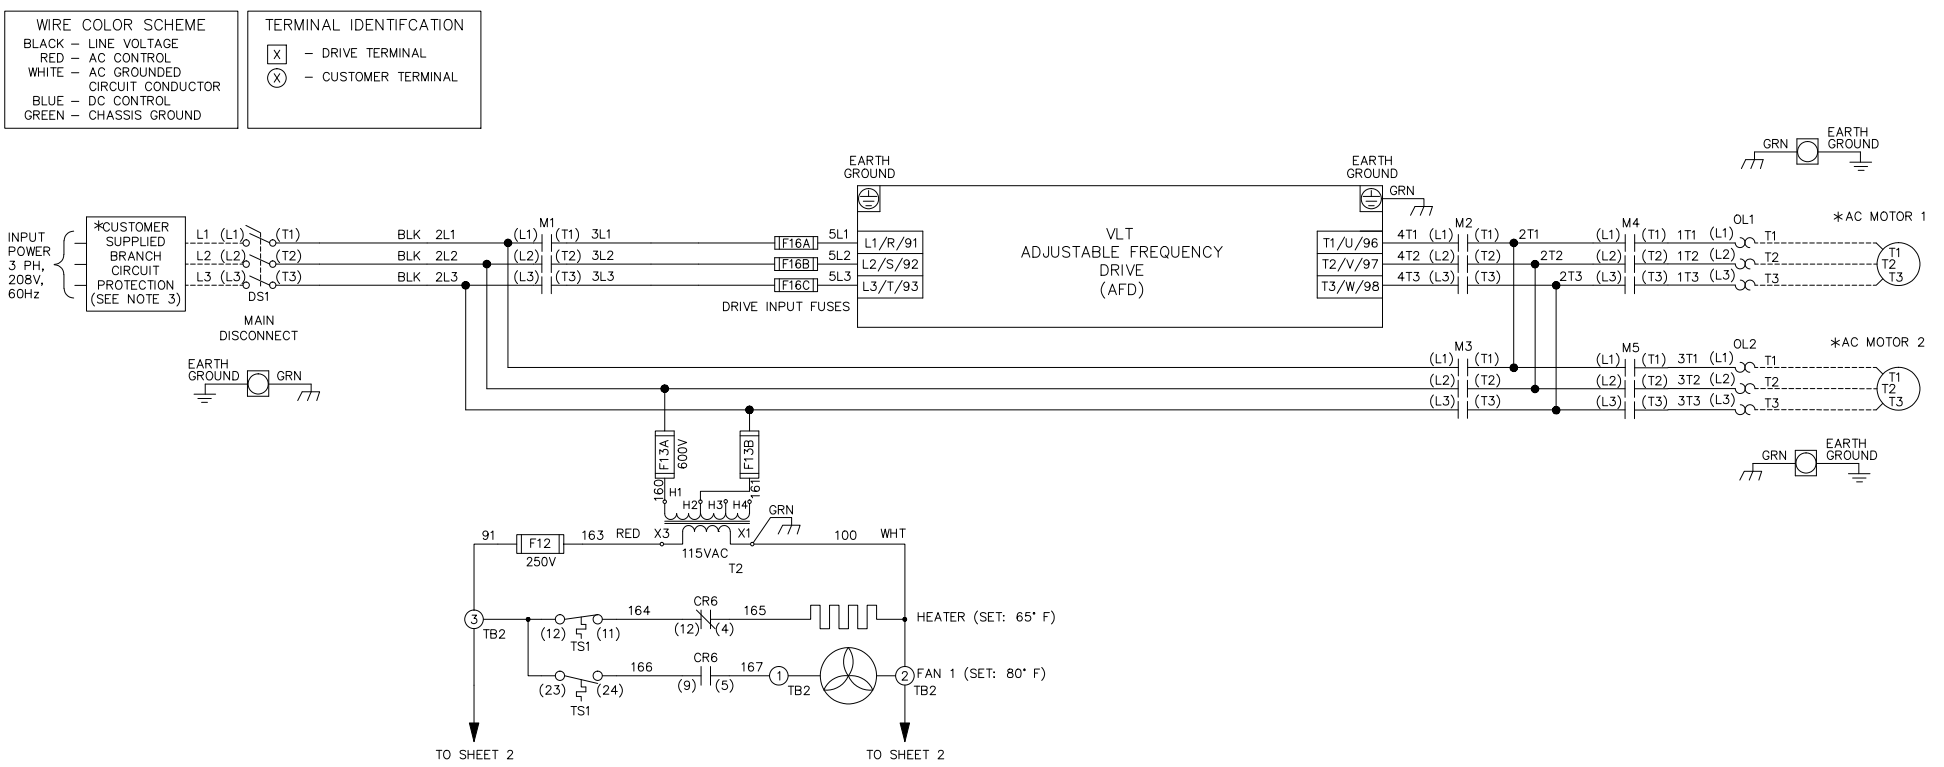 WIRE COLOR SCHEME
BLACK – LINE VOLTAGE
RED – AC CONTROL
WHITE – AC GROUNDED
CIRCUIT CONDUCTOR
BLUE – DC CONTROL
GREEN – CHASSIS GROUND
TERMINAL IDENTIFCATION
X – DRIVE TERMINAL
X – CUSTOMER TERMINAL
INPUT
POWER
3 PH,
208V,
60Hz
*CUSTOMER
SUPPLIED
BRANCH
CIRCUIT
PROTECTION
(SEE NOTE 3)
L1 (L1) (T1) BLK 2L1 (L1) M1 (T1) 3L1 F16A 5L1 L1/R/91
L2 (L2) (T2) BLK 2L2 (L2) (T2) 3L2 F16B 5L2 L2/S/92
L3 (L3) (T3) BLK 2L3 (L3) (T3) 3L3 F16C 5L3 L3/T/93
DS1
MAIN
DISCONNECT
DRIVE INPUT FUSES
EARTH
GROUND
GRN
EARTH
GROUND
VLT
ADJUSTABLE FREQUENCY
DRIVE
(AFD)
EARTH
GROUND
GRN
GRN
EARTH
GROUND
T1/U/96 4T1 (L1) M2 (T1) 2T1 (L1) M4 (T1) 1T1 (L1) OL1 T1
T2/V/97 4T2 (L2) (T2) 2T2 (L2) (T2) 1T2 (L2) T2
T3/W/98 4T3 (L3) (T3) 2T3 (L3) (T3) 1T3 (L3) T3
*AC MOTOR 1
T1
T2
T3
(L1) M3 (T1) (L1) M5 (T1) 3T1 (L1) OL2 T1
(L2) (T2) (L2) (T2) 3T2 (L2) T2
(L3) (T3) (L3) (T3) 3T3 (L3) T3
*AC MOTOR 2
T1
T2
T3
GRN
EARTH
GROUND
F13A
600V
F13B
160
H1
H2
H3
H4
161
GRN
91 F12 163 RED X3 X1 100 WHT
250V
115VAC
T2
3
TB2
(12) (11) 164 CR6 (12) (4) 165
TS1
HEATER (SET: 65° F)
(23) (24) 166 CR6 (9) (5) 167 1 TB2
TS1
2
TB2
FAN 1 (SET: 80° F)
TO SHEET 2
TO SHEET 2